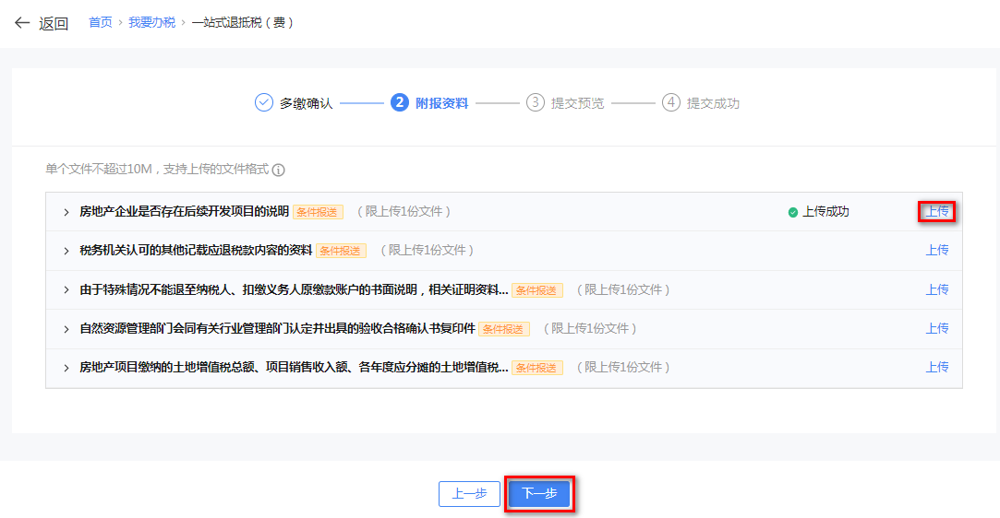 返回 首页 › 我要办税 › 一站式退抵税（费）
多缴确认 2 附报资料 3 提交预览 4 提交成功
单个文件不超过10M，支持上传的文件格式
房地产企业是否存在后续开发项目的说明 条件报送 （限上传1份文件） 上传成功 上传
税务机关认可的其他记载应退税款内容的资料 条件报送 （限上传1份文件） 上传
由于特殊情况不能退至纳税人、扣缴义务人原缴款账户的书面说明，相关证明资料... 条件报送 （限上传1份文件） 上传
自然资源管理部门会同有关行业管理部门认定并出具的验收合格确认书复印件 条件报送 （限上传1份文件） 上传
房地产项目缴纳的土地增值税总额、项目销售收入额、各年度应分摊的土地增值税... 条件报送 （限上传1份文件） 上传
上一步 下一步